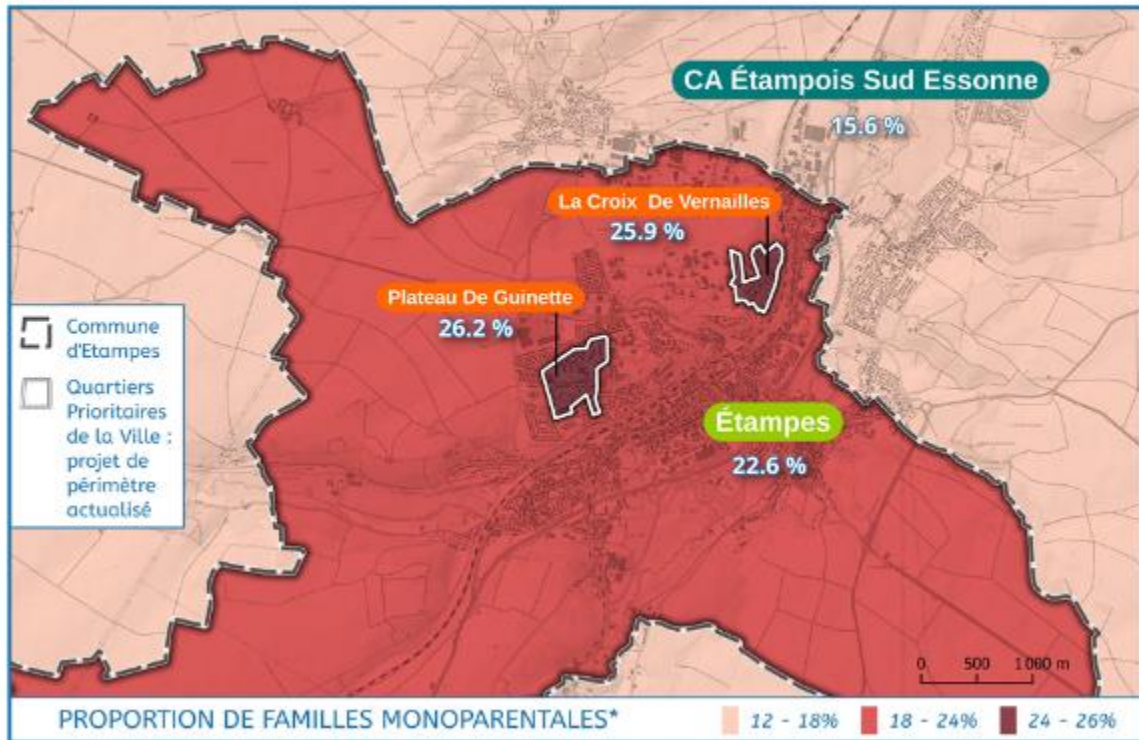 CA Étampois Sud Essonne
15.6 %
La Croix De Vernailles
25.9 %
Plateau De Guinette
26.2 %
Étampes
22.6 %
Commune
d'Etampes
Quartiers
Prioritaires
de la Ville :
projet de
périmètre
actualisé
0 500 1 000 m
PROPORTION DE FAMILLES MONOPARENTALES*
12 - 18% 18 - 24% 24 - 26%